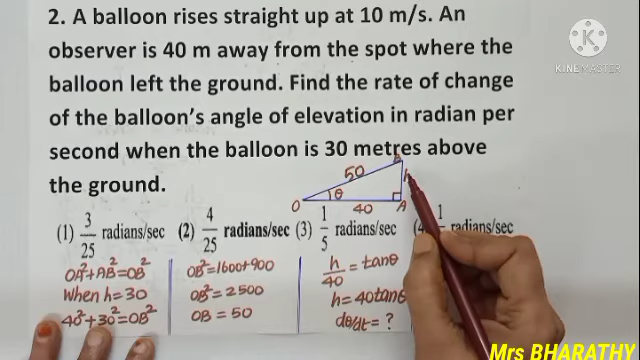 2. A balloon rises straight up at 10 m/s. An
observer is 40 m away from the spot where the
balloon left the ground. Find the rate of change
of the balloon's angle of elevation in radian per
second when the balloon is 30 metres above
the ground.
KINEMASTER
B
50
h
θ
O
40
A
(1) 3/25 radians/sec (2) 4/25 radians/sec (3) 1/5 radians/sec 1 radians/sec
OA²+AB²=OB²
When h=30
40²+30²=OB²
OB²=1600+900
OB²=2500
OB=50
h/40=tanθ
h=40tanθ
dθ/dt=?
Mrs BHARATHY